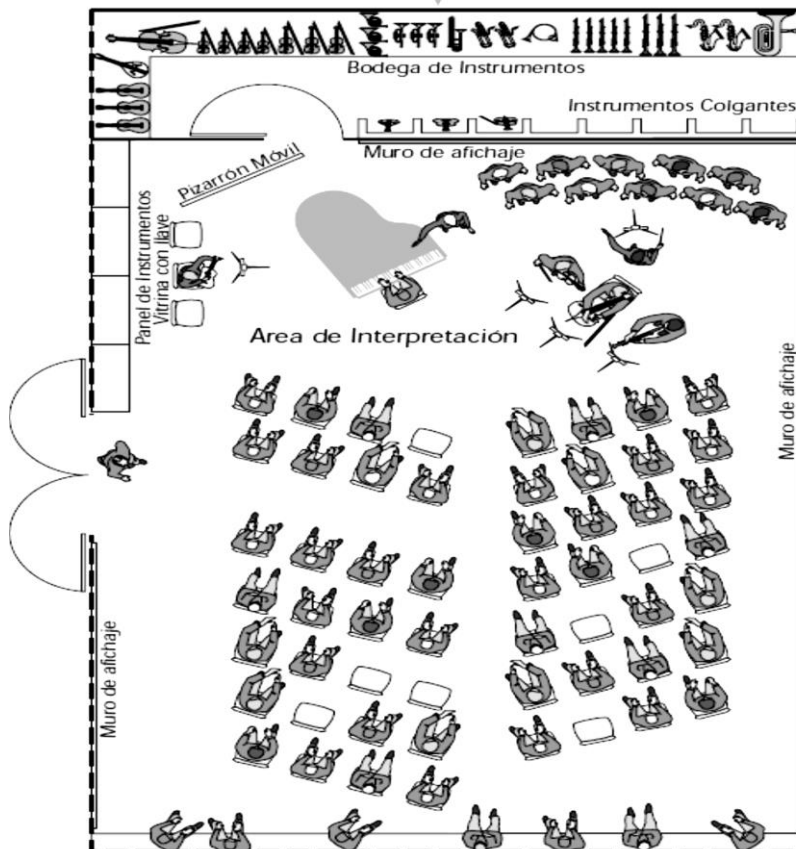 Bodega de Instrumentos
Instrumentos Colgantes
Muro de afichaje
Pizarrón Móvil
Panel de Instrumentos
Vitrina con llave
Area de Interpretación
Muro de afichaje
Muro de afichaje